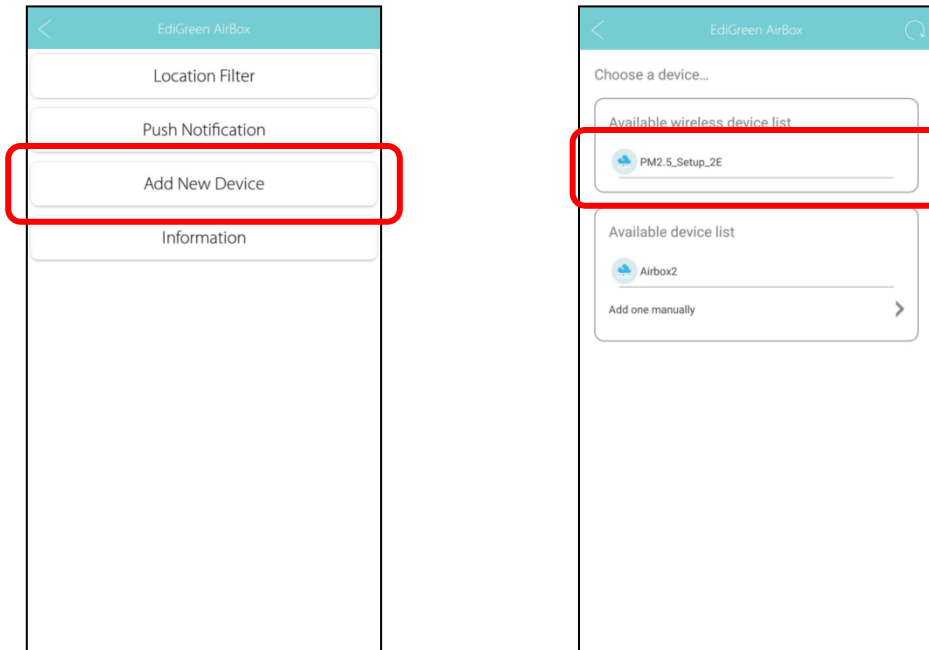 EdiGreen AirBox
Location Filter
Push Notification
Add New Device
Information
EdiGreen AirBox
Choose a device...
Available wireless device list
PM2.5_Setup_2E
Available device list
Airbox2
Add one manually